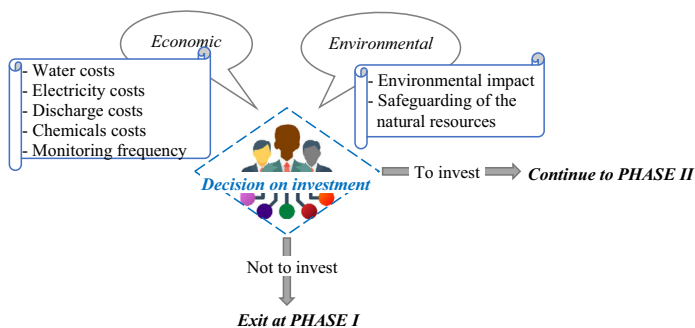 Economic
- Water costs
- Electricity costs
- Discharge costs
- Chemicals costs
- Monitoring frequency
Environmental
- Environmental impact
- Safeguarding of the
natural resources
Decision on investment
To invest
Continue to PHASE II
Not to invest
Exit at PHASE I